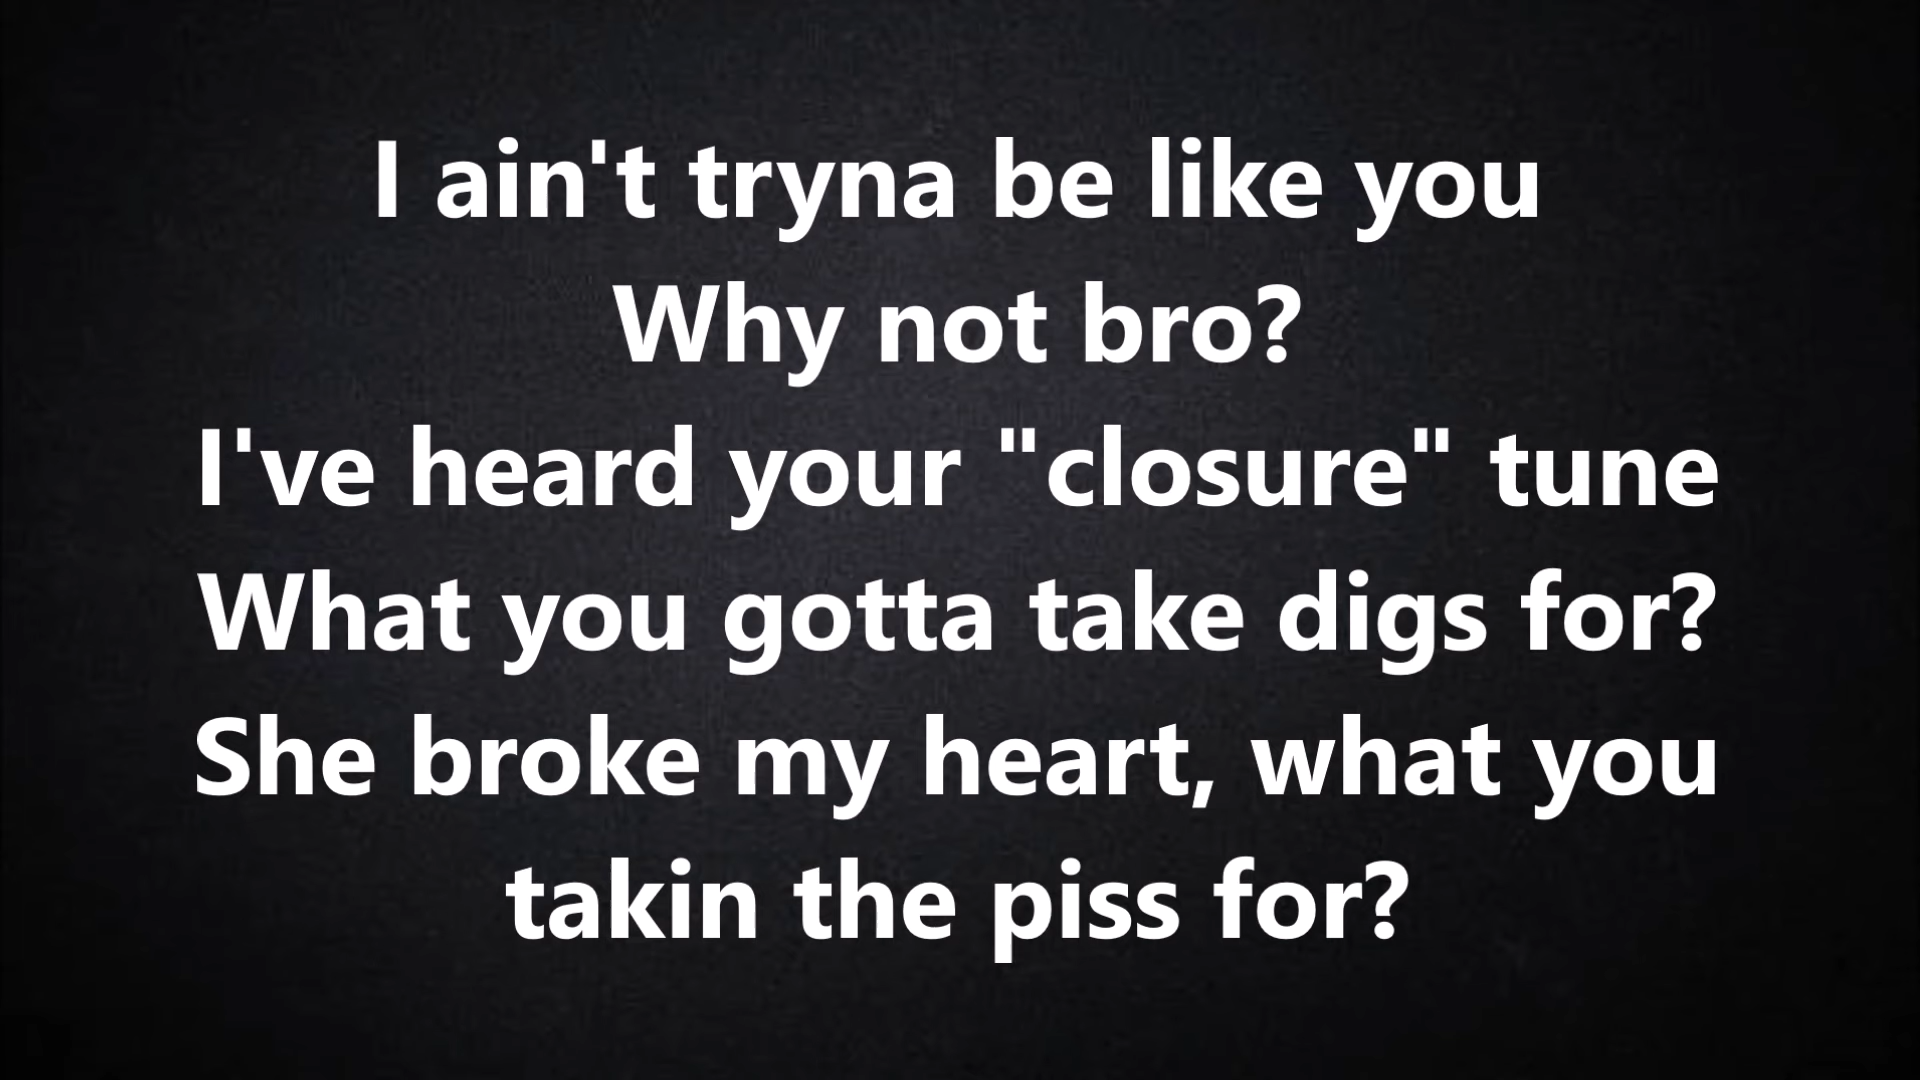 I ain't tryna be like you
Why not bro?
I've heard your "closure" tune
What you gotta take digs for?
She broke my heart, what you
takin the piss for?